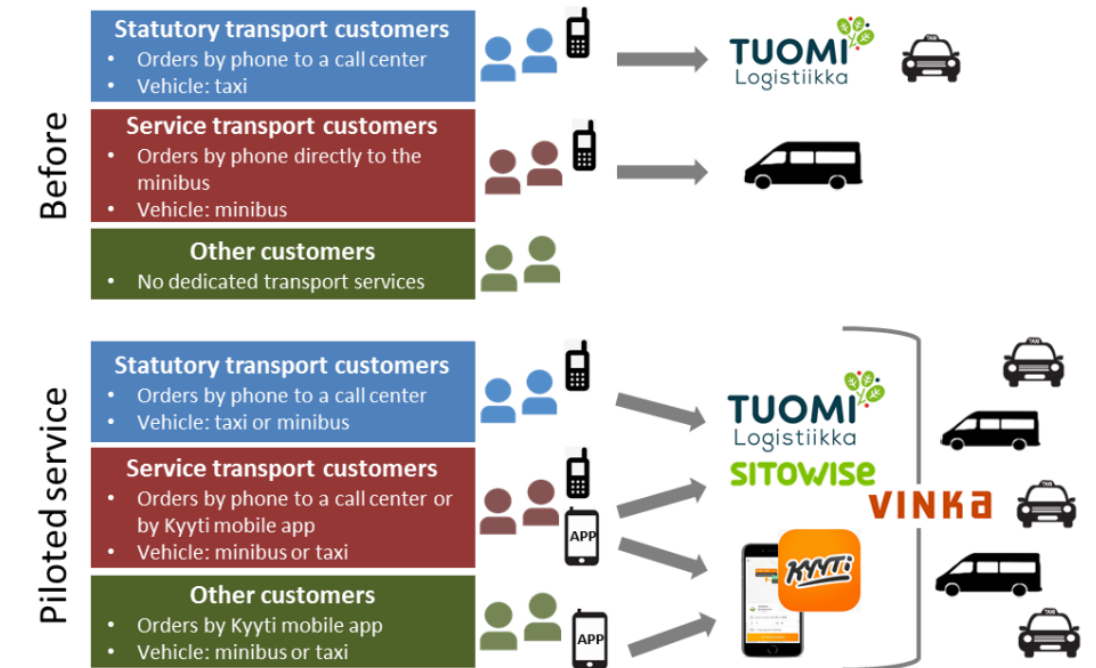 Before
Statutory transport customers
• Orders by phone to a call center
• Vehicle: taxi
TUOMI
Logistiikka
TAXI
Service transport customers
• Orders by phone directly to the
minibus
• Vehicle: minibus
Other customers
• No dedicated transport services
Piloted service
Statutory transport customers
• Orders by phone to a call center
• Vehicle: taxi or minibus
TUOMI
Logistiikka
SITOWISE
VINKA
TAXI
Service transport customers
• Orders by phone to a call center or
by Kyyti mobile app
• Vehicle: minibus or taxi
APP
KYYTI
TAXI
Other customers
• Orders by Kyyti mobile app
• Vehicle: minibus or taxi
APP
TAXI